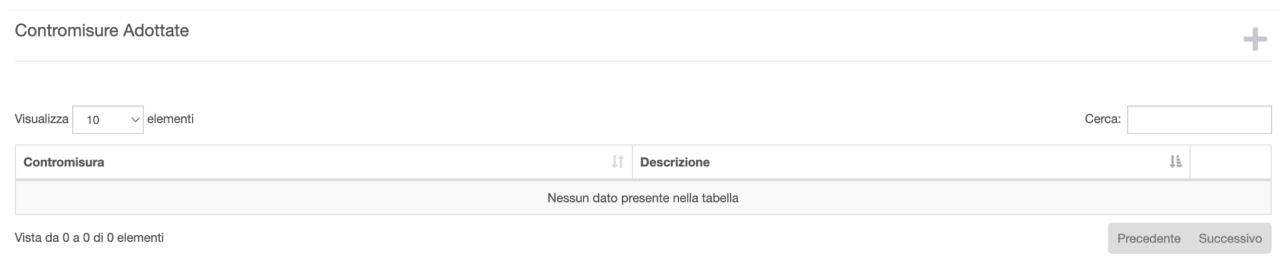 Contromisure Adottate
Visualizza 10 elementi
Cerca:
Contromisura Descrizione
Nessun dato presente nella tabella
Vista da 0 a 0 di 0 elementi
Precedente Successivo